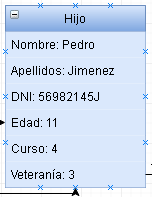 Hijo
Nombre: Pedro
Apellidos: Jimenez
DNI: 56982145J
Edad: 11
Curso: 4
Veteranía: 3